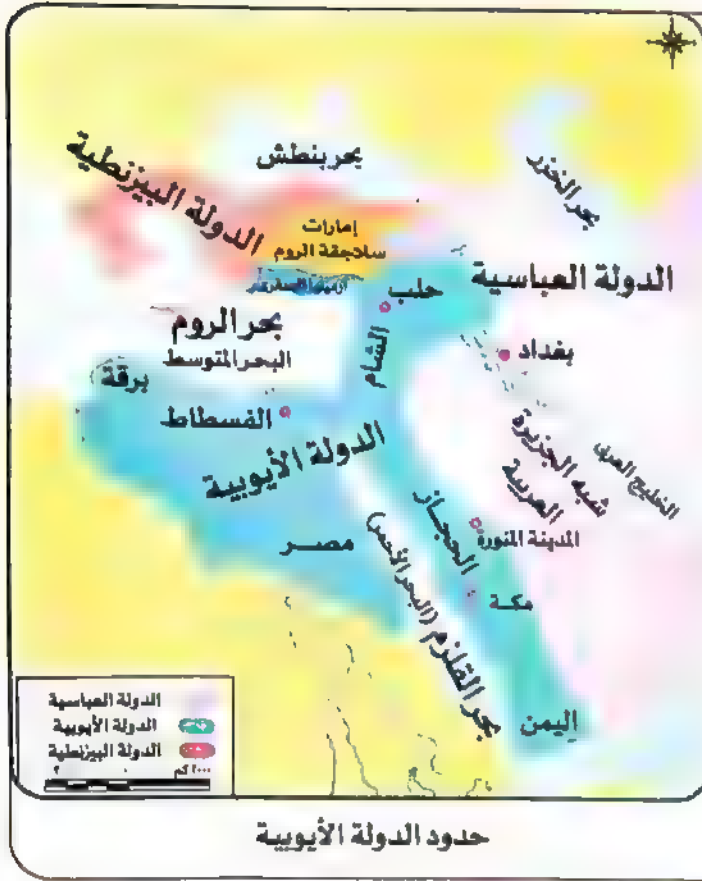 بحر بنطش
بحر الخزر
الدولة البيزنطية
إمارات
سلاجقة الروم
الدولة العباسية
حلب
بحر الروم
البحر المتوسط
الشام
بغداد
برقة
الفسطاط
الدولة الأيوبية
شبه الجزيرة
العربية
الخليج العربي
الحجاز
المدينة المنورة
مصر
مكة
بحر القلزم (البحر الأحمر)
اليمن
الدولة العباسية
الدولة الأيوبية
الدولة البيزنطية
حدود الدولة الأيوبية